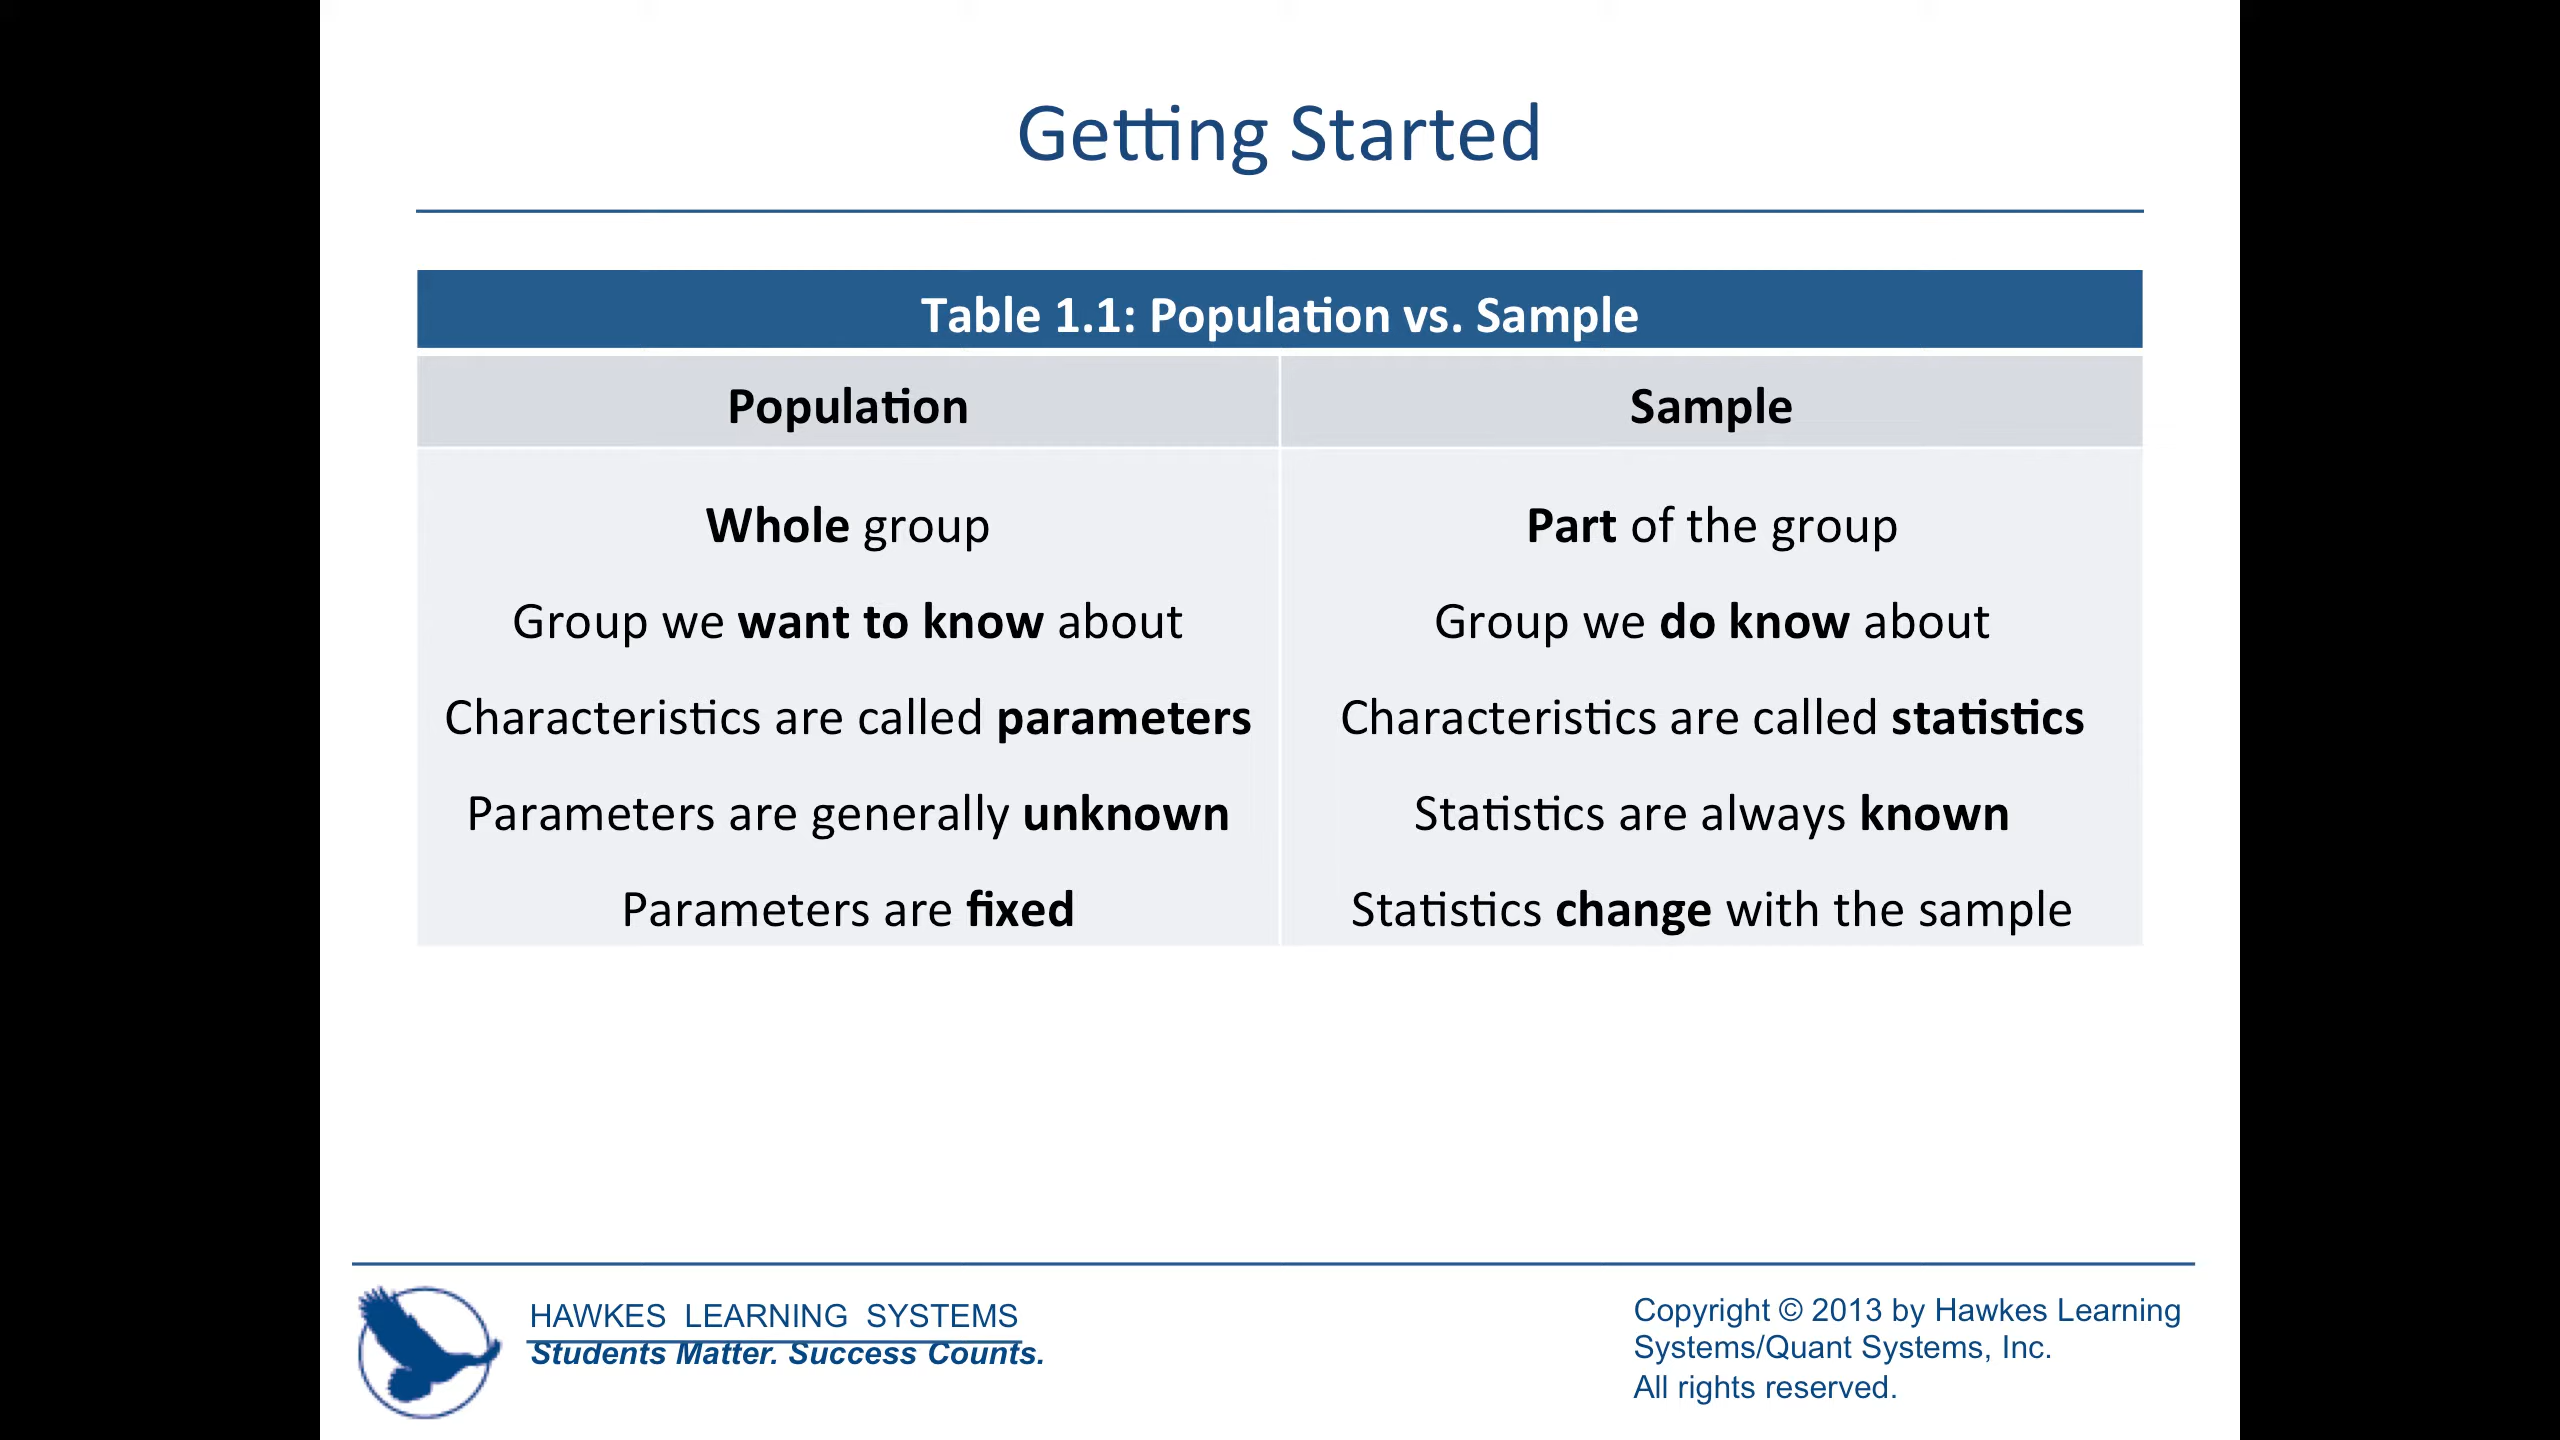 Getting Started
Table 1.1: Population vs. Sample
Population
Sample
Whole group
Part of the group
Group we want to know about
Group we do know about
Characteristics are called parameters
Characteristics are called statistics
Parameters are generally unknown
Statistics are always known
Parameters are fixed
Statistics change with the sample
HAWKES LEARNING SYSTEMS
Students Matter. Success Counts.
Copyright © 2013 by Hawkes Learning
Systems/Quant Systems, Inc.
All rights reserved.